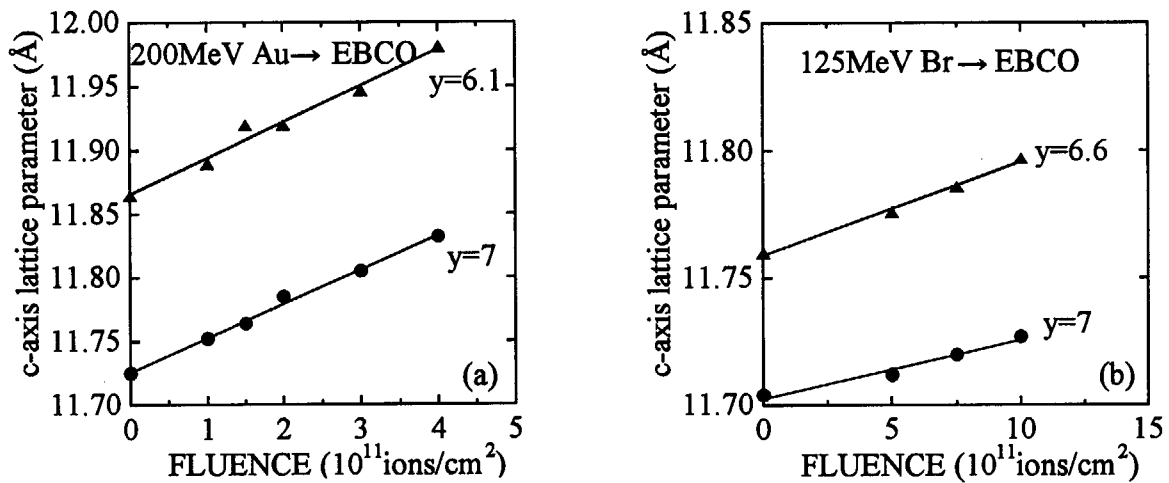 12.00
11.95
11.90
11.85
11.80
11.75
11.70
c-axis lattice parameter (Å)
200MeV Au→ EBCO
y=6.1
y=7
(a)
0 1 2 3 4 5
FLUENCE (10¹¹ions/cm²)
11.85
11.80
11.75
11.70
c-axis lattice parameter (Å)
125MeV Br→ EBCO
y=6.6
y=7
(b)
0 5 10 15
FLUENCE (10¹¹ions/cm²)